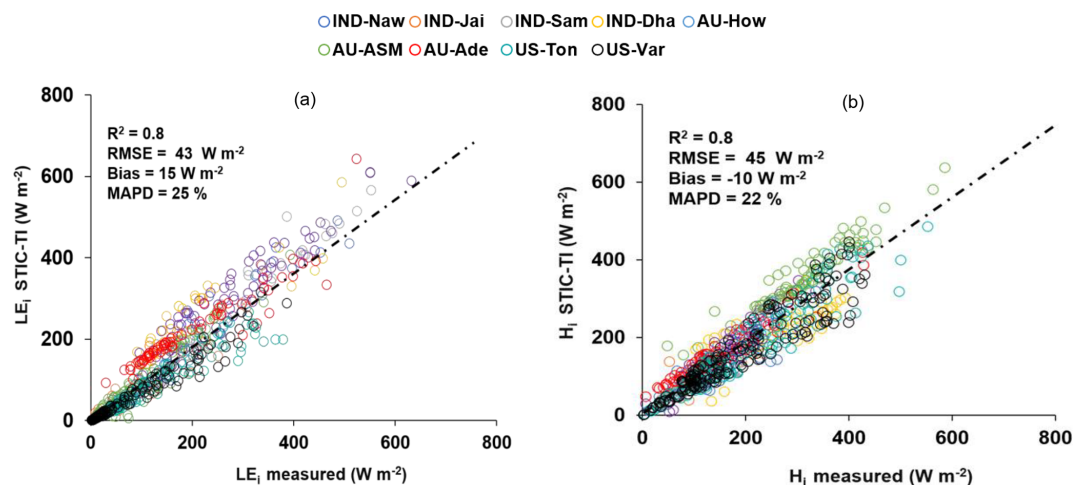 IND-Naw IND-Jai IND-Sam IND-Dha AU-How
AU-ASM AU-Ade US-Ton US-Var
(a)
R² = 0.8
RMSE = 43 W m⁻²
Bias = 15 W m⁻²
MAPD = 25 %
LEᵢ STIC-TI (W m⁻²)
800
600
400
200
0
0 200 400 600 800
LEᵢ measured (W m⁻²)
(b)
R² = 0.8
RMSE = 45 W m⁻²
Bias = -10 W m⁻²
MAPD = 22 %
Hᵢ STIC-TI (W m⁻²)
800
600
400
200
0
0 200 400 600 800
Hᵢ measured (W m⁻²)